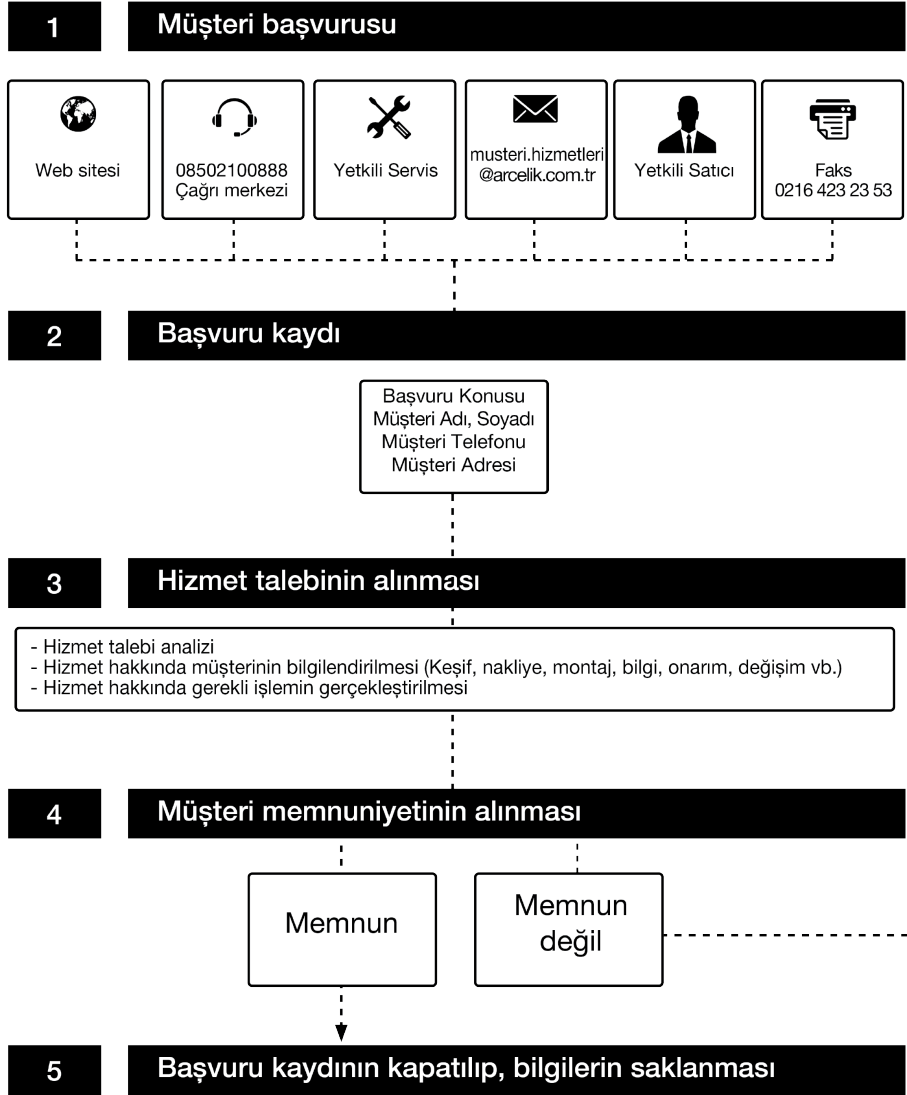 1 Müşteri başvurusu
Web sitesi
08502100888
Çağrı merkezi
Yetkili Servis
musteri.hizmetleri
@arcelik.com.tr
Yetkili Satıcı
Faks
0216 423 23 53
2 Başvuru kaydı
Başvuru Konusu
Müşteri Adı, Soyadı
Müşteri Telefonu
Müşteri Adresi
3 Hizmet talebinin alınması
- Hizmet talebi analizi
- Hizmet hakkında müşterinin bilgilendirilmesi (Keşif, nakliye, montaj, bilgi, onarım, değişim vb.)
- Hizmet hakkında gerekli işlemin gerçekleştirilmesi
4 Müşteri memnuniyetinin alınması
Memnun
Memnun
değil
5 Başvuru kaydının kapatılıp, bilgilerin saklanması